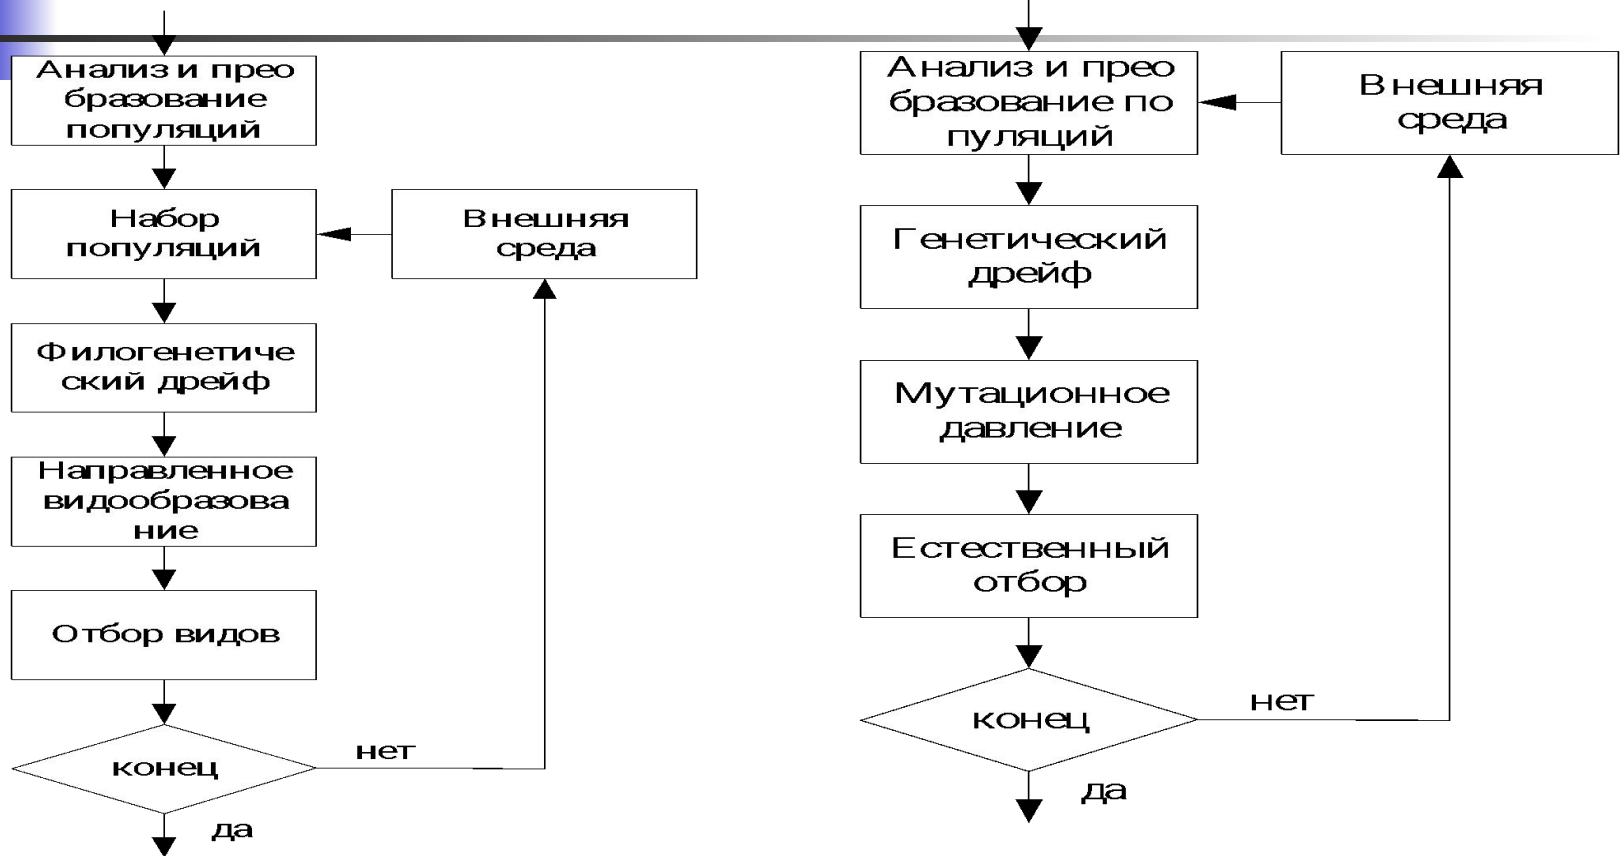 Анализ и прео
бразование
популяций
Набор
популяций
Внешняя
среда
Филогенетиче
ский дрейф
Направленное
видообразова
ние
Отбор видов
конец
нет
да
Анализ и прео
бразование по
пуляций
Внешняя
среда
Генетический
дрейф
Мутационное
давление
Естественный
отбор
конец
нет
да